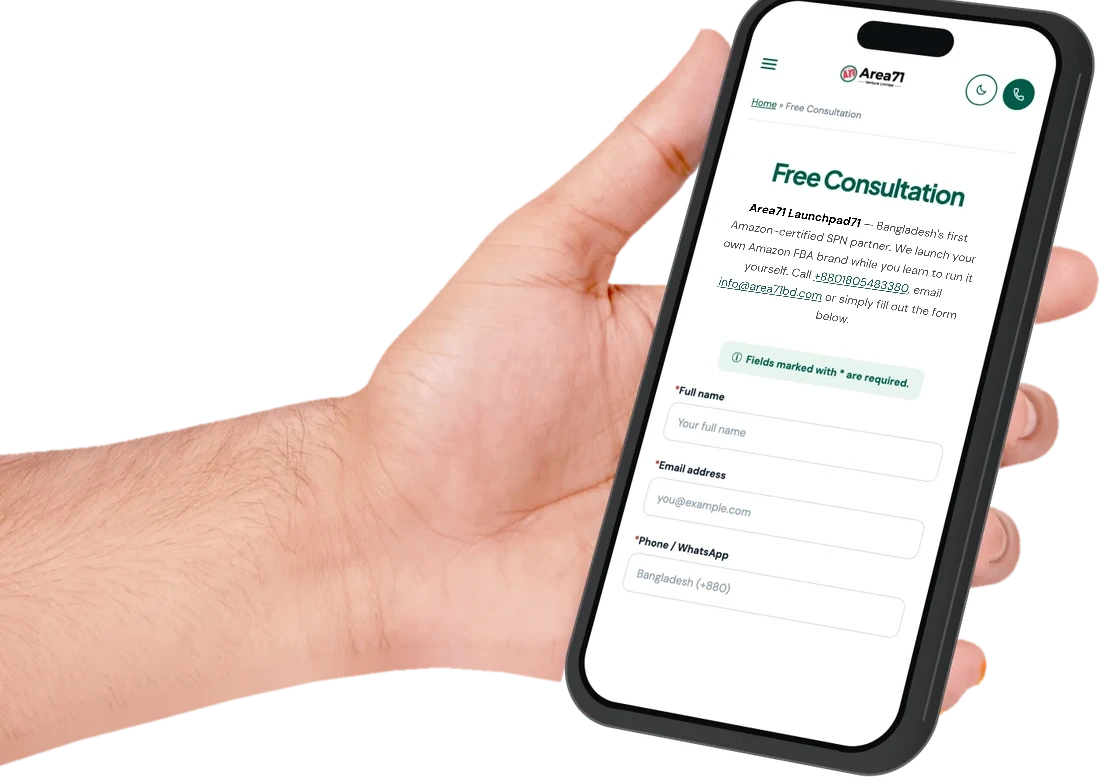 Area71
Venture Limited
Home » Free Consultation
Free Consultation
Area71 Launchpad71 — Bangladesh's first
Amazon-certified SPN partner. We launch your
own Amazon FBA brand while you learn to run it
yourself. Call +8801805483380, email
info@area71bd.com or simply fill out the form
below.
Fields marked with * are required.
*Full name
Your full name
*Email address
you@example.com
*Phone / WhatsApp
Bangladesh (+880)